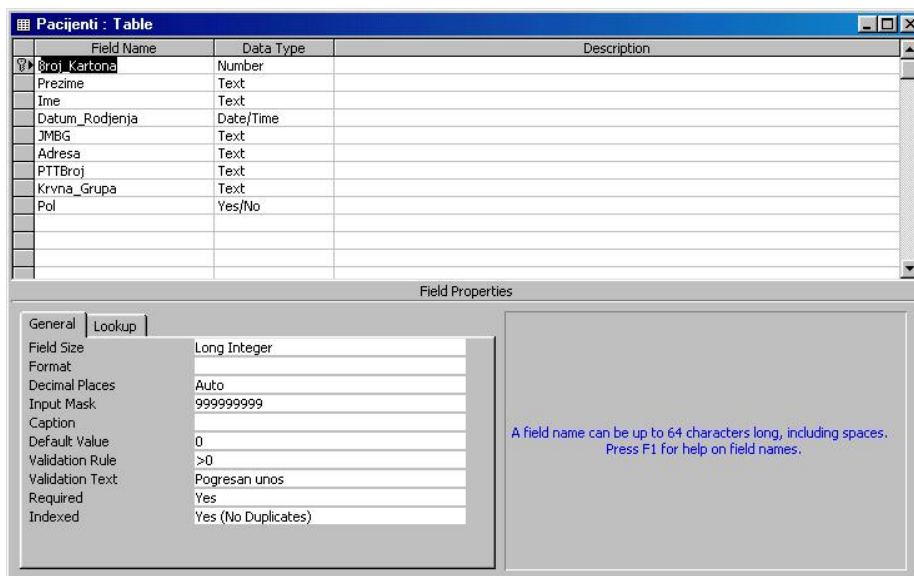 Pacijenti : Table
Field Name Data Type Description
Broj_Kartona Number
Prezime Text
Ime Text
Datum_Rodjenja Date/Time
JMBG Text
Adresa Text
PTTBroj Text
Krvna_Grupa Text
Pol Yes/No
Field Properties
General Lookup
Field Size Long Integer
Format
Decimal Places Auto
Input Mask 999999999
Caption
Default Value 0
Validation Rule >0
Validation Text Pogresan unos
Required Yes
Indexed Yes (No Duplicates)
A field name can be up to 64 characters long, including spaces.
Press F1 for help on field names.